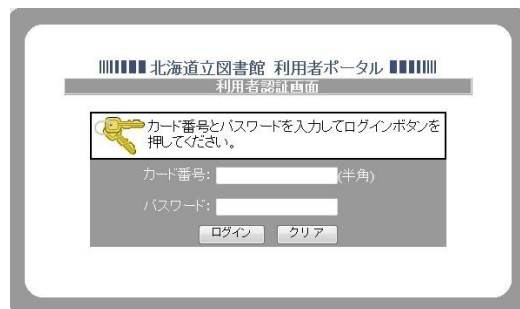 北海道立図書館 利用者ポータル
利用者認証画面
カード番号とパスワードを入力してログインボタンを
押してください。
カード番号: (半角)
パスワード:
ログイン クリア